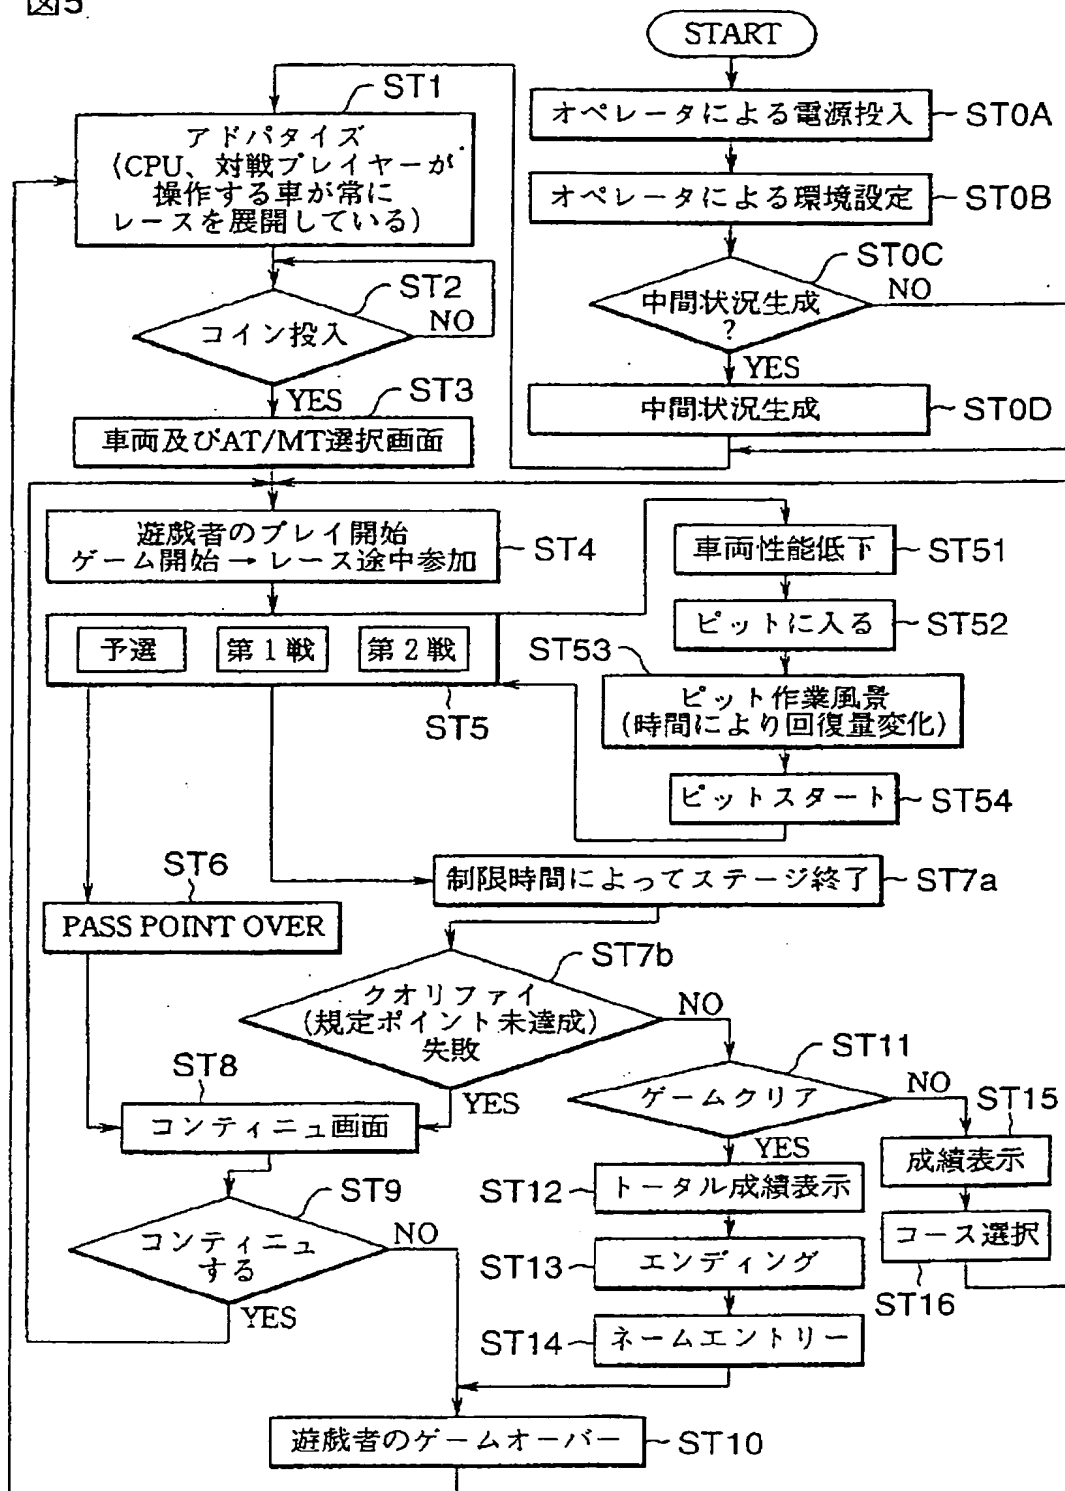 図5
START
オペレータによる電源投入
ST0A
オペレータによる環境設定
ST0B
中間状況生成
?
ST0C
NO
YES
中間状況生成
ST0D
ST1
アドバタイズ
(CPU、対戦プレイヤーが
操作する車が常に
レースを展開している)
ST2
コイン投入
NO
YES
ST3
車両及びAT/MT選択画面
遊戯者のプレイ開始
ゲーム開始→レース途中参加
ST4
予選
第1戦
第2戦
ST5
車両性能低下
ST51
ピットに入る
ST52
ST53
ピット作業風景
(時間により回復量変化)
ピットスタート
ST54
ST6
PASS POINT OVER
制限時間によってステージ終了
ST7a
ST7b
クオリファイ
(規定ポイント未達成)
失敗
NO
YES
ST8
コンティニュ画面
ST9
コンティニュ
する
NO
YES
ST11
ゲームクリア
NO
YES
ST12
トータル成績表示
ST13
エンディング
ST14
ネームエントリー
ST15
成績表示
コース選択
ST16
遊戯者のゲームオーバー
ST10